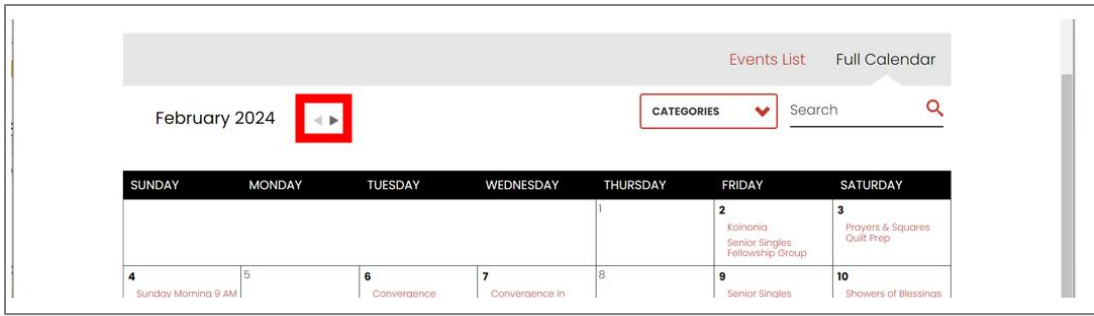 Events List Full Calendar
February 2024
CATEGORIES Search
SUNDAY MONDAY TUESDAY WEDNESDAY THURSDAY FRIDAY SATURDAY
1 2 3
Koinonia Prayers & Squares
Quilt Prep
Senior Singles
Fellowship Group
4 5 6 7 8 9 10
Sunday Morning 9 AM Convergence Convergence In Senior Singles Showers of Blessings